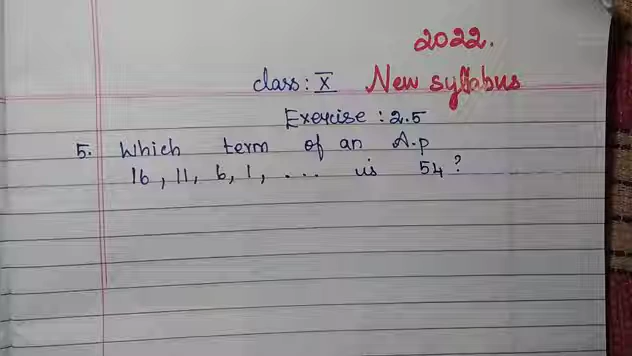 2022.
class: X New syllabus
Exercise: 2.5
5. Which term of an A.p
16, 11, 6, 1, ... is 54?